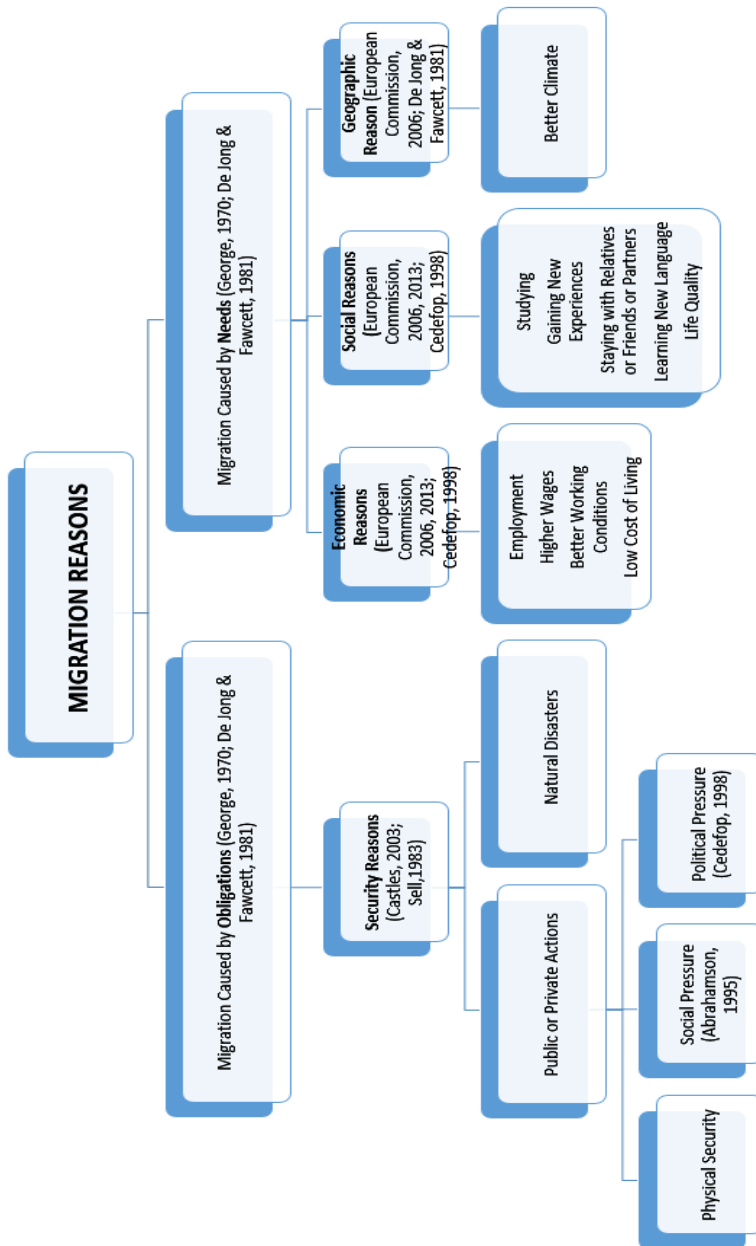 MIGRATION REASONS
Migration Caused by Obligations (George, 1970; De Jong &
Fawcett, 1981)
Migration Caused by Needs (George, 1970; De Jong &
Fawcett, 1981)
Security Reasons
(Castles, 2003;
Sell,1983)
Economic
Reasons
(European
Commission,
2006, 2013;
Cedefop, 1998)
Social Reasons
(European
Commission,
2006, 2013;
Cedefop, 1998)
Geographic
Reason (European
Commission,
2006; De Jong &
Fawcett, 1981)
Public or Private Actions
Natural Disasters
Employment
Higher Wages
Better Working
Conditions
Low Cost of Living
Studying
Gaining New
Experiences
Staying with Relatives
or Friends or Partners
Learning New Language
Life Quality
Better Climate
Physical Security
Social Pressure
(Abrahamson,
1995)
Political Pressure
(Cedefop, 1998)